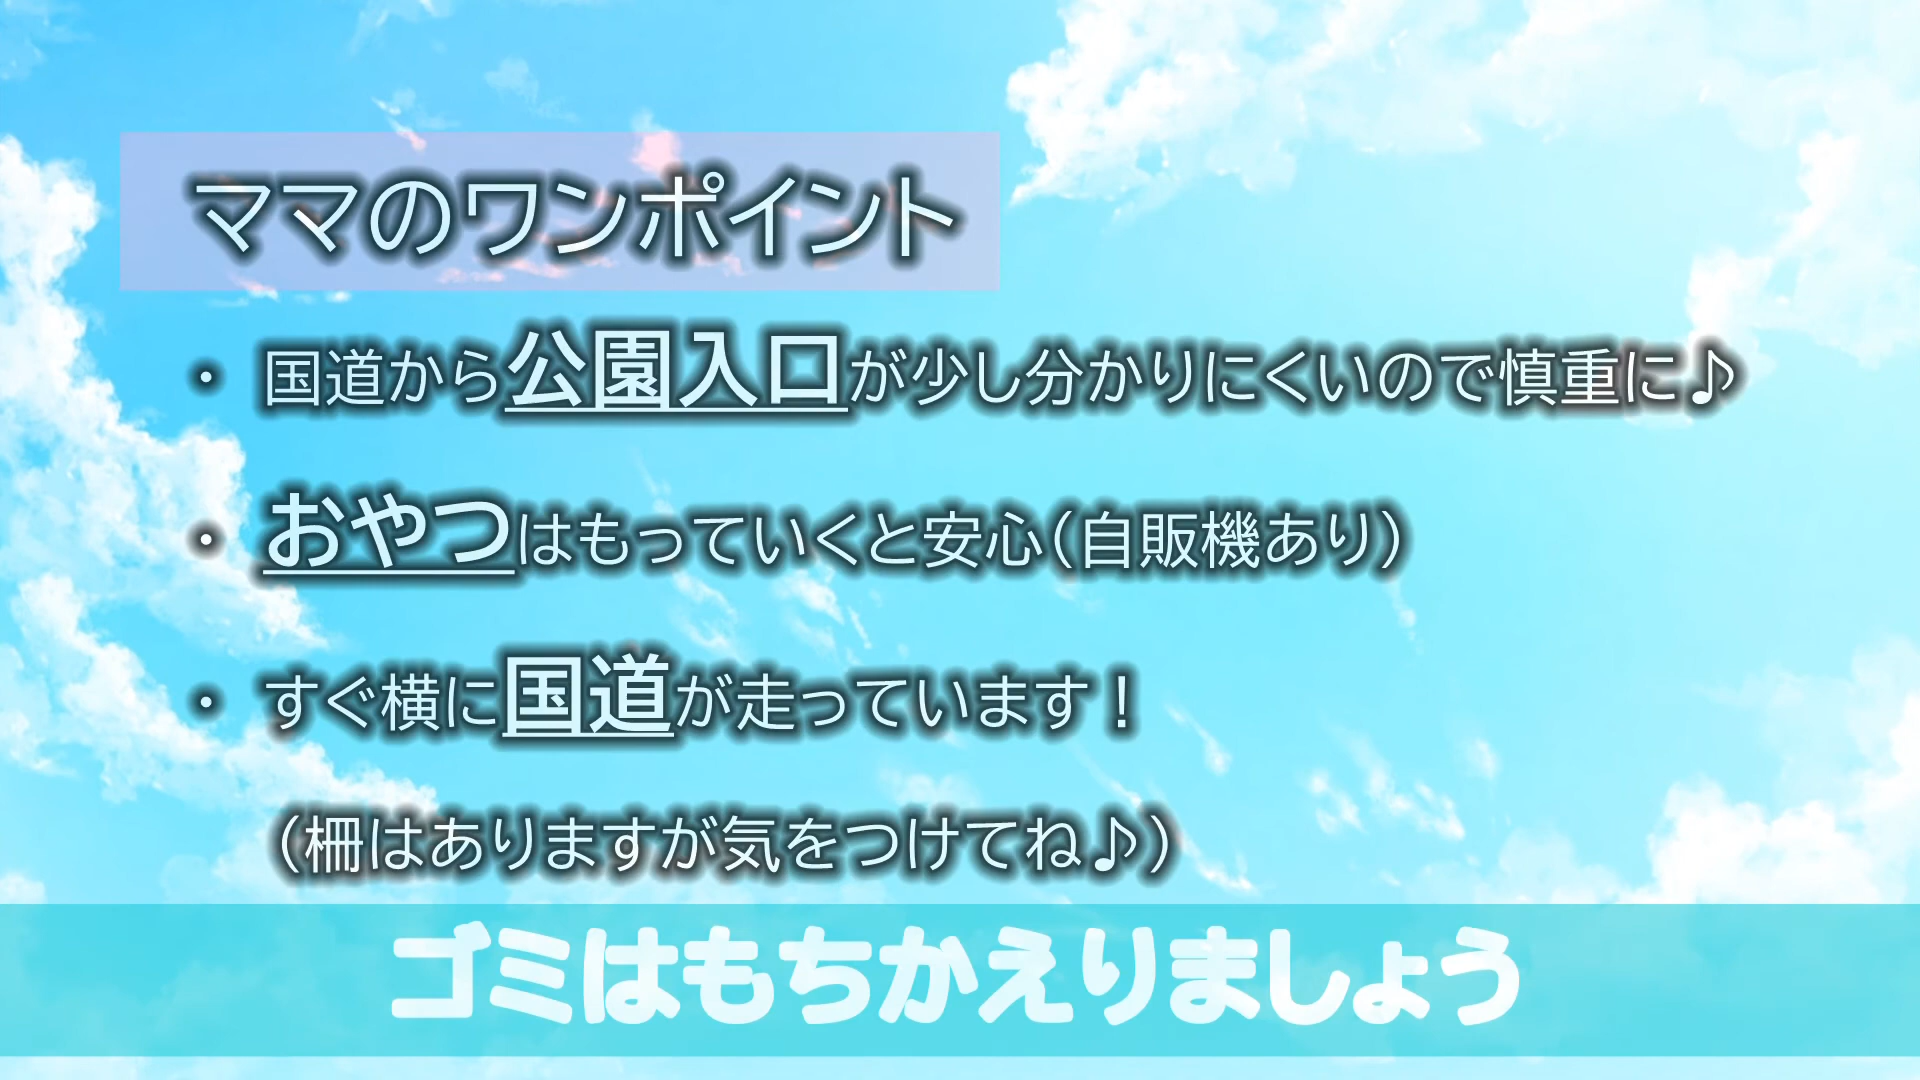 ママのワンポイント
・ 国道から公園入口が少し分かりにくいので慎重に♪
・ おやつはもっていくと安心（自販機あり）
・ すぐ横に国道が走っています！
（柵はありますが気をつけてね♪）
ゴミはもちかえりましょう